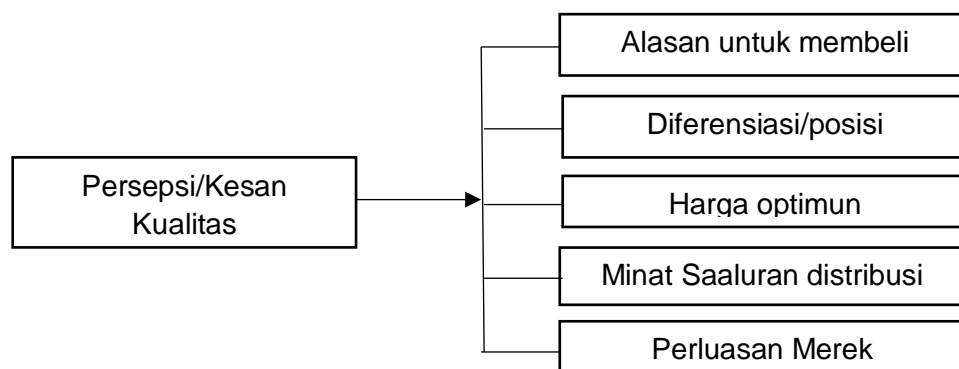 Alasan untuk membeli
Diferensiasi/posisi
Persepsi/Kesan
Kualitas
Harga optimun
Minat Saaluran distribusi
Perluasan Merek